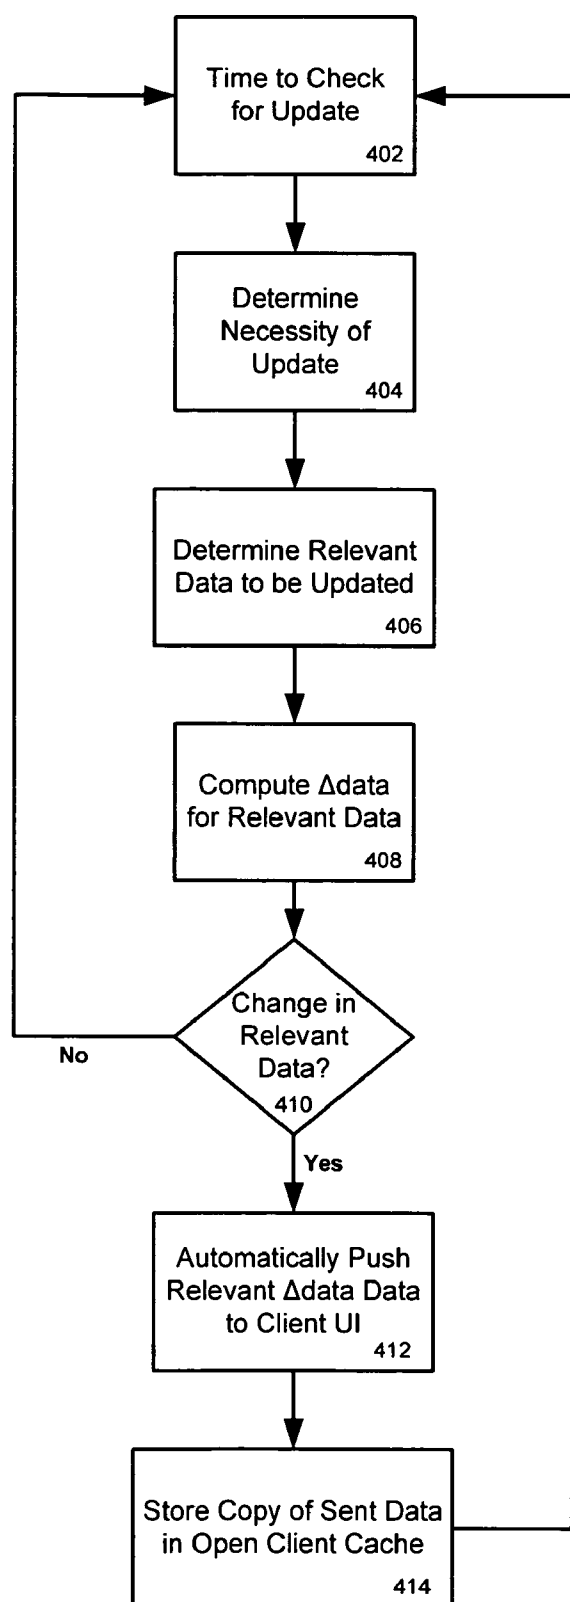 Time to Check
for Update
402
Determine
Necessity of
Update
404
Determine Relevant
Data to be Updated
406
Compute Δdata
for Relevant Data
408
Change in
Relevant
Data?
410
No
Yes
Automatically Push
Relevant Δdata Data
to Client UI
412
Store Copy of Sent Data
in Open Client Cache
414